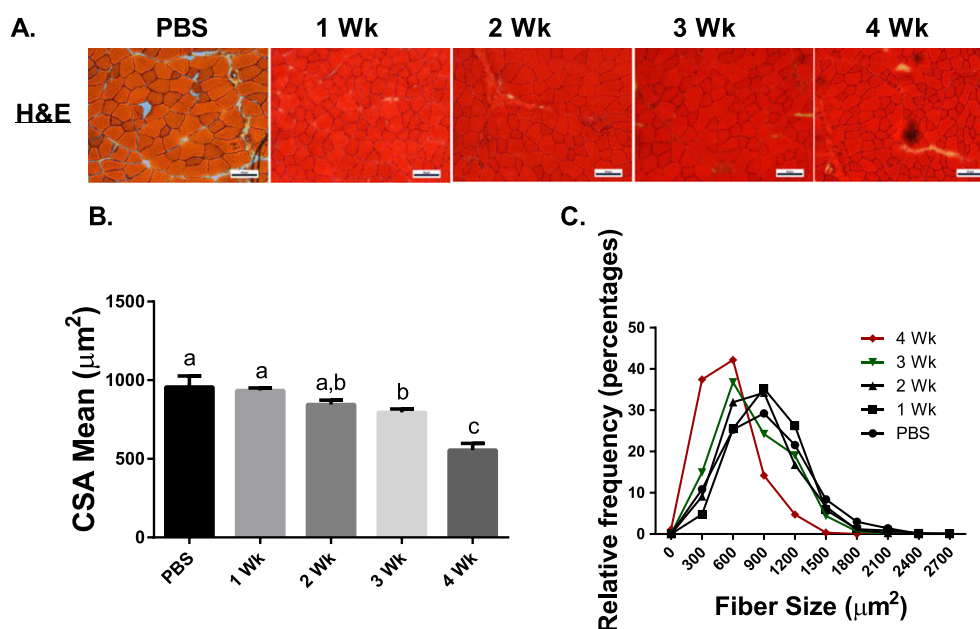 A.
PBS
1 Wk
2 Wk
3 Wk
4 Wk
H&E
B.
CSA Mean (μm²)
1500
1000
500
0
a
a
a,b
b
c
PBS
1 Wk
2 Wk
3 Wk
4 Wk
C.
Relative frequency (percentages)
50
40
30
20
10
0
4 Wk
3 Wk
2 Wk
1 Wk
PBS
0
300
600
900
1200
1500
1800
2100
2400
2700
Fiber Size (μm²)